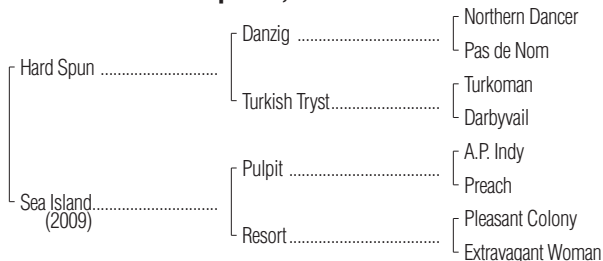 Northern Dancer
Danzig ..................................
Pas de Nom
Hard Spun ...........................
Turkoman
Turkish Tryst..........................
Darbyvail
A.P. Indy
Pulpit ....................................
Preach
Sea Island..............................
(2009)
Pleasant Colony
Resort....................................
Extravagant Woman